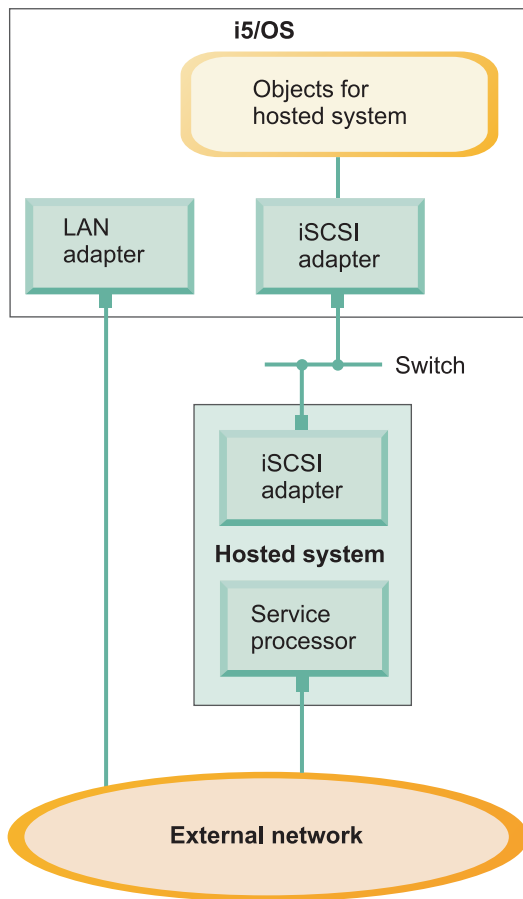 i5/OS
Objects for
hosted system
LAN
adapter
iSCSI
adapter
Switch
iSCSI
adapter
Hosted system
Service
processor
External network